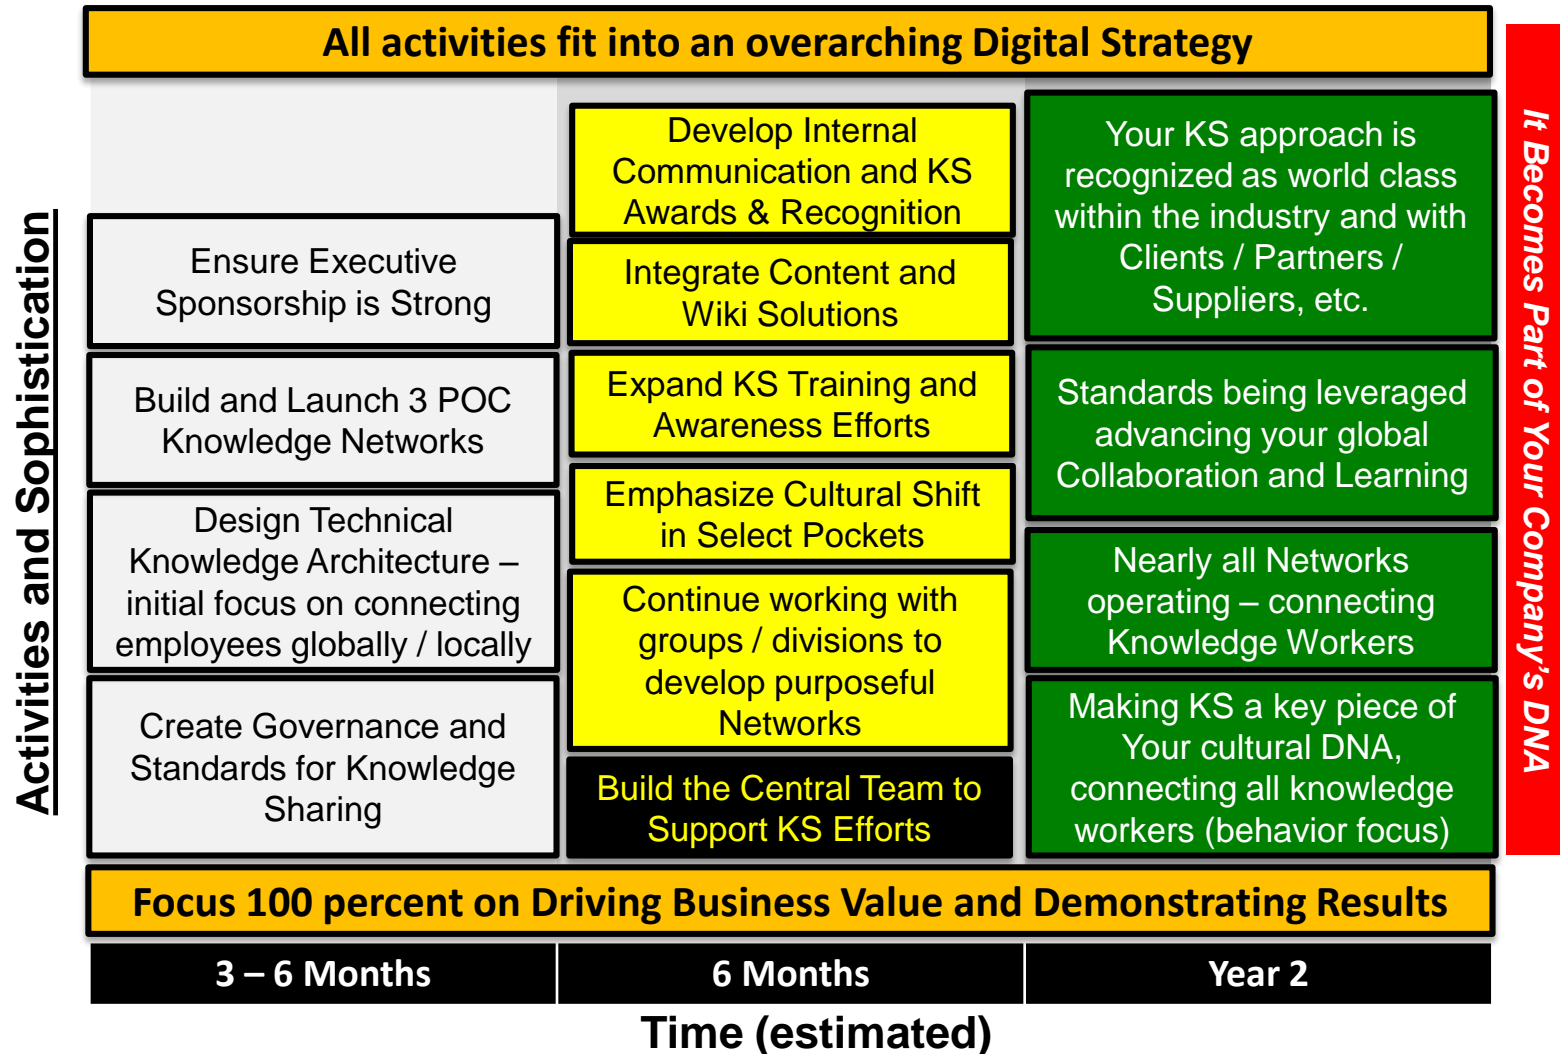 All activities fit into an overarching Digital Strategy
Activities and Sophistication
Ensure Executive
Sponsorship is Strong
Build and Launch 3 POC
Knowledge Networks
Design Technical
Knowledge Architecture –
initial focus on connecting
employees globally / locally
Create Governance and
Standards for Knowledge
Sharing
Develop Internal
Communication and KS
Awards & Recognition
Integrate Content and
Wiki Solutions
Expand KS Training and
Awareness Efforts
Emphasize Cultural Shift
in Select Pockets
Continue working with
groups / divisions to
develop purposeful
Networks
Build the Central Team to
Support KS Efforts
Your KS approach is
recognized as world class
within the industry and with
Clients / Partners /
Suppliers, etc.
Standards being leveraged
advancing your global
Collaboration and Learning
Nearly all Networks
operating – connecting
Knowledge Workers
Making KS a key piece of
Your cultural DNA,
connecting all knowledge
workers (behavior focus)
It Becomes Part of Your Company's DNA
Focus 100 percent on Driving Business Value and Demonstrating Results
3 – 6 Months
6 Months
Year 2
Time (estimated)